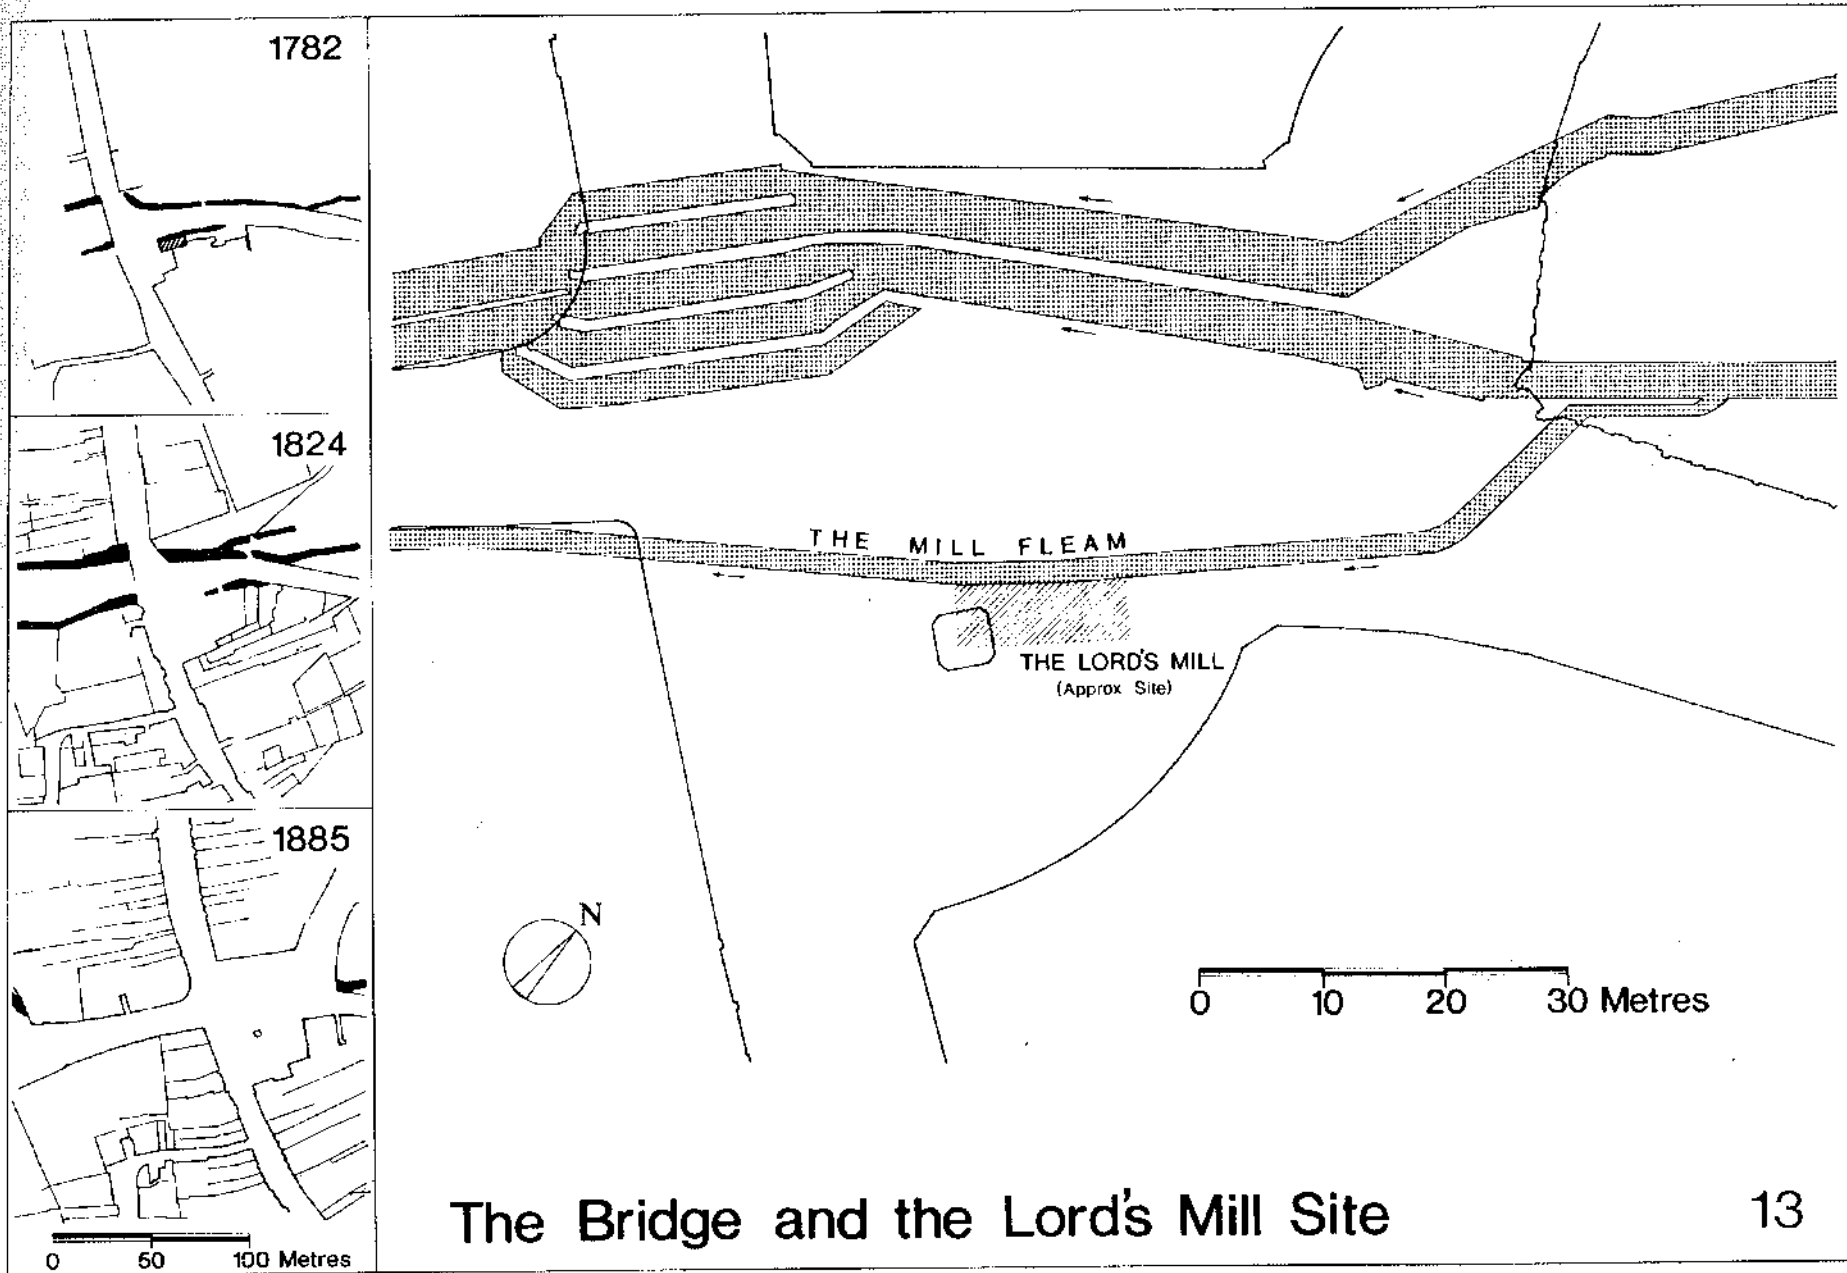 1782
1824
1885
0 50 100 Metres
THE MILL FLEAM
THE LORD'S MILL
(Approx Site)
N
0 10 20 30 Metres
The Bridge and the Lord's Mill Site
13